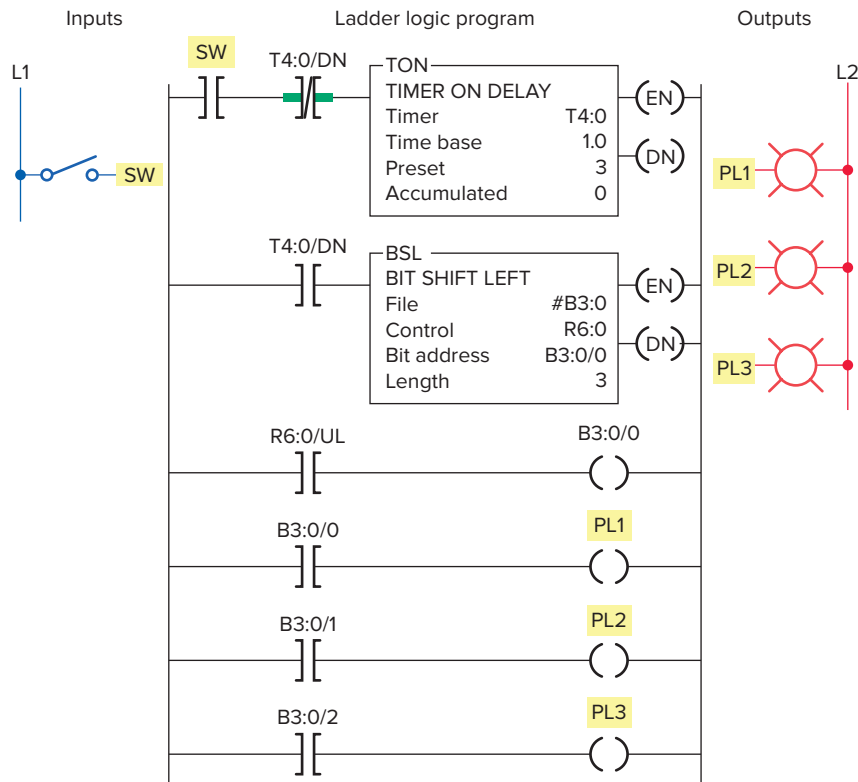 Inputs Ladder logic program Outputs
L1 SW T4:0/DN L2
TON
TIMER ON DELAY
Timer T4:0
Time base 1.0
Preset 3
Accumulated 0
EN
DN
SW
PL1
PL2
PL3
T4:0/DN
BSL
BIT SHIFT LEFT
File #B3:0
Control R6:0
Bit address B3:0/0
Length 3
EN
DN
R6:0/UL B3:0/0
B3:0/0 PL1
B3:0/1 PL2
B3:0/2 PL3